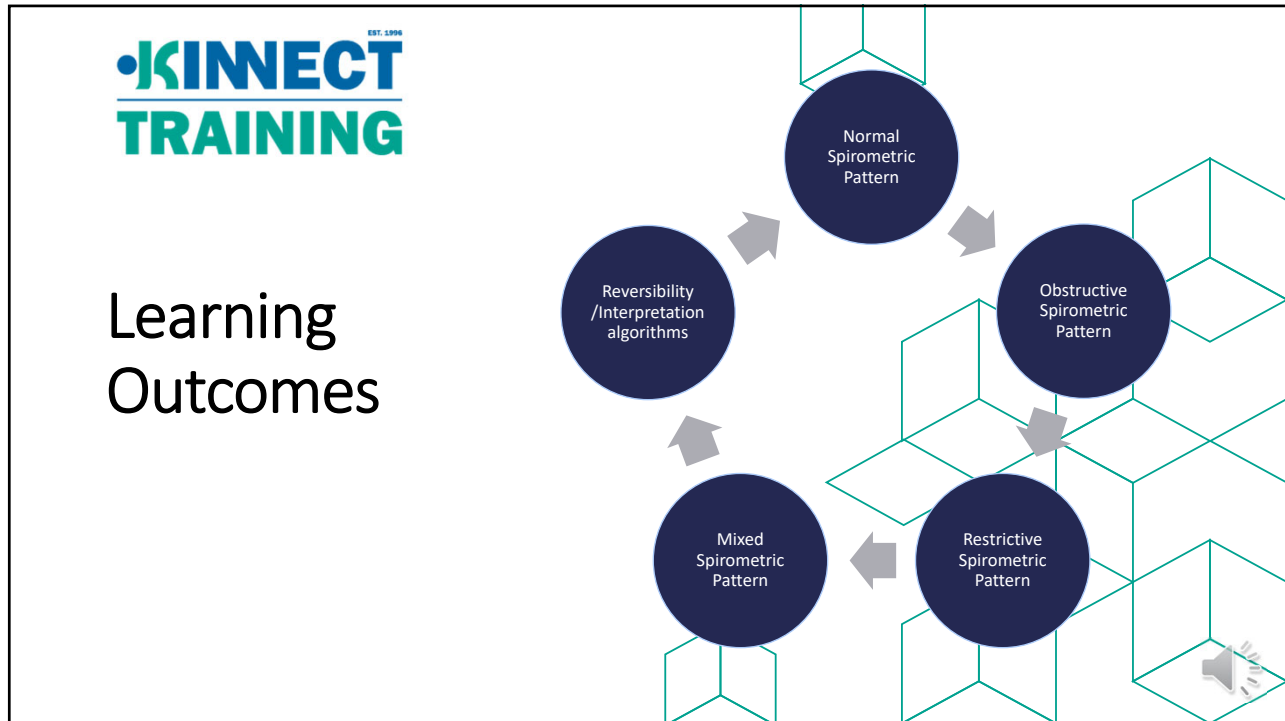 EST. 1996
KINNECT
TRAINING
Learning
Outcomes
Normal
Spirometric
Pattern
Obstructive
Spirometric
Pattern
Restrictive
Spirometric
Pattern
Mixed
Spirometric
Pattern
Reversibility
/Interpretation
algorithms